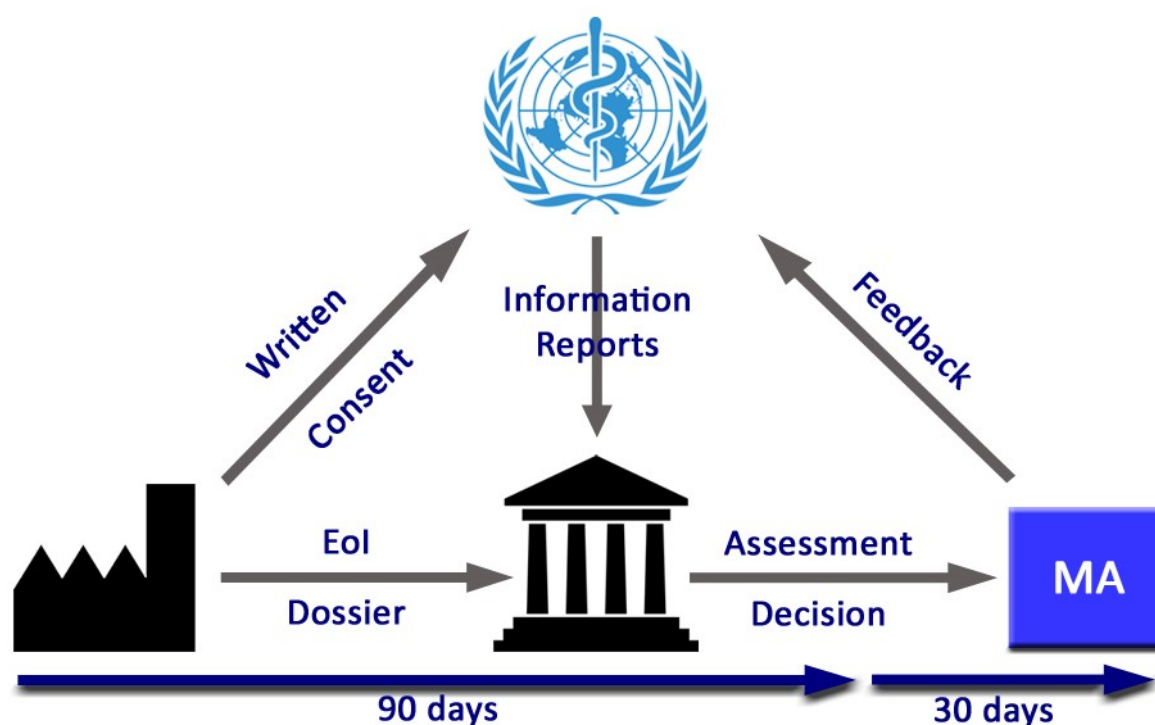 Written
Consent
Information
Reports
Feedback
EoI
Dossier
Assessment
Decision
MA
90 days
30 days